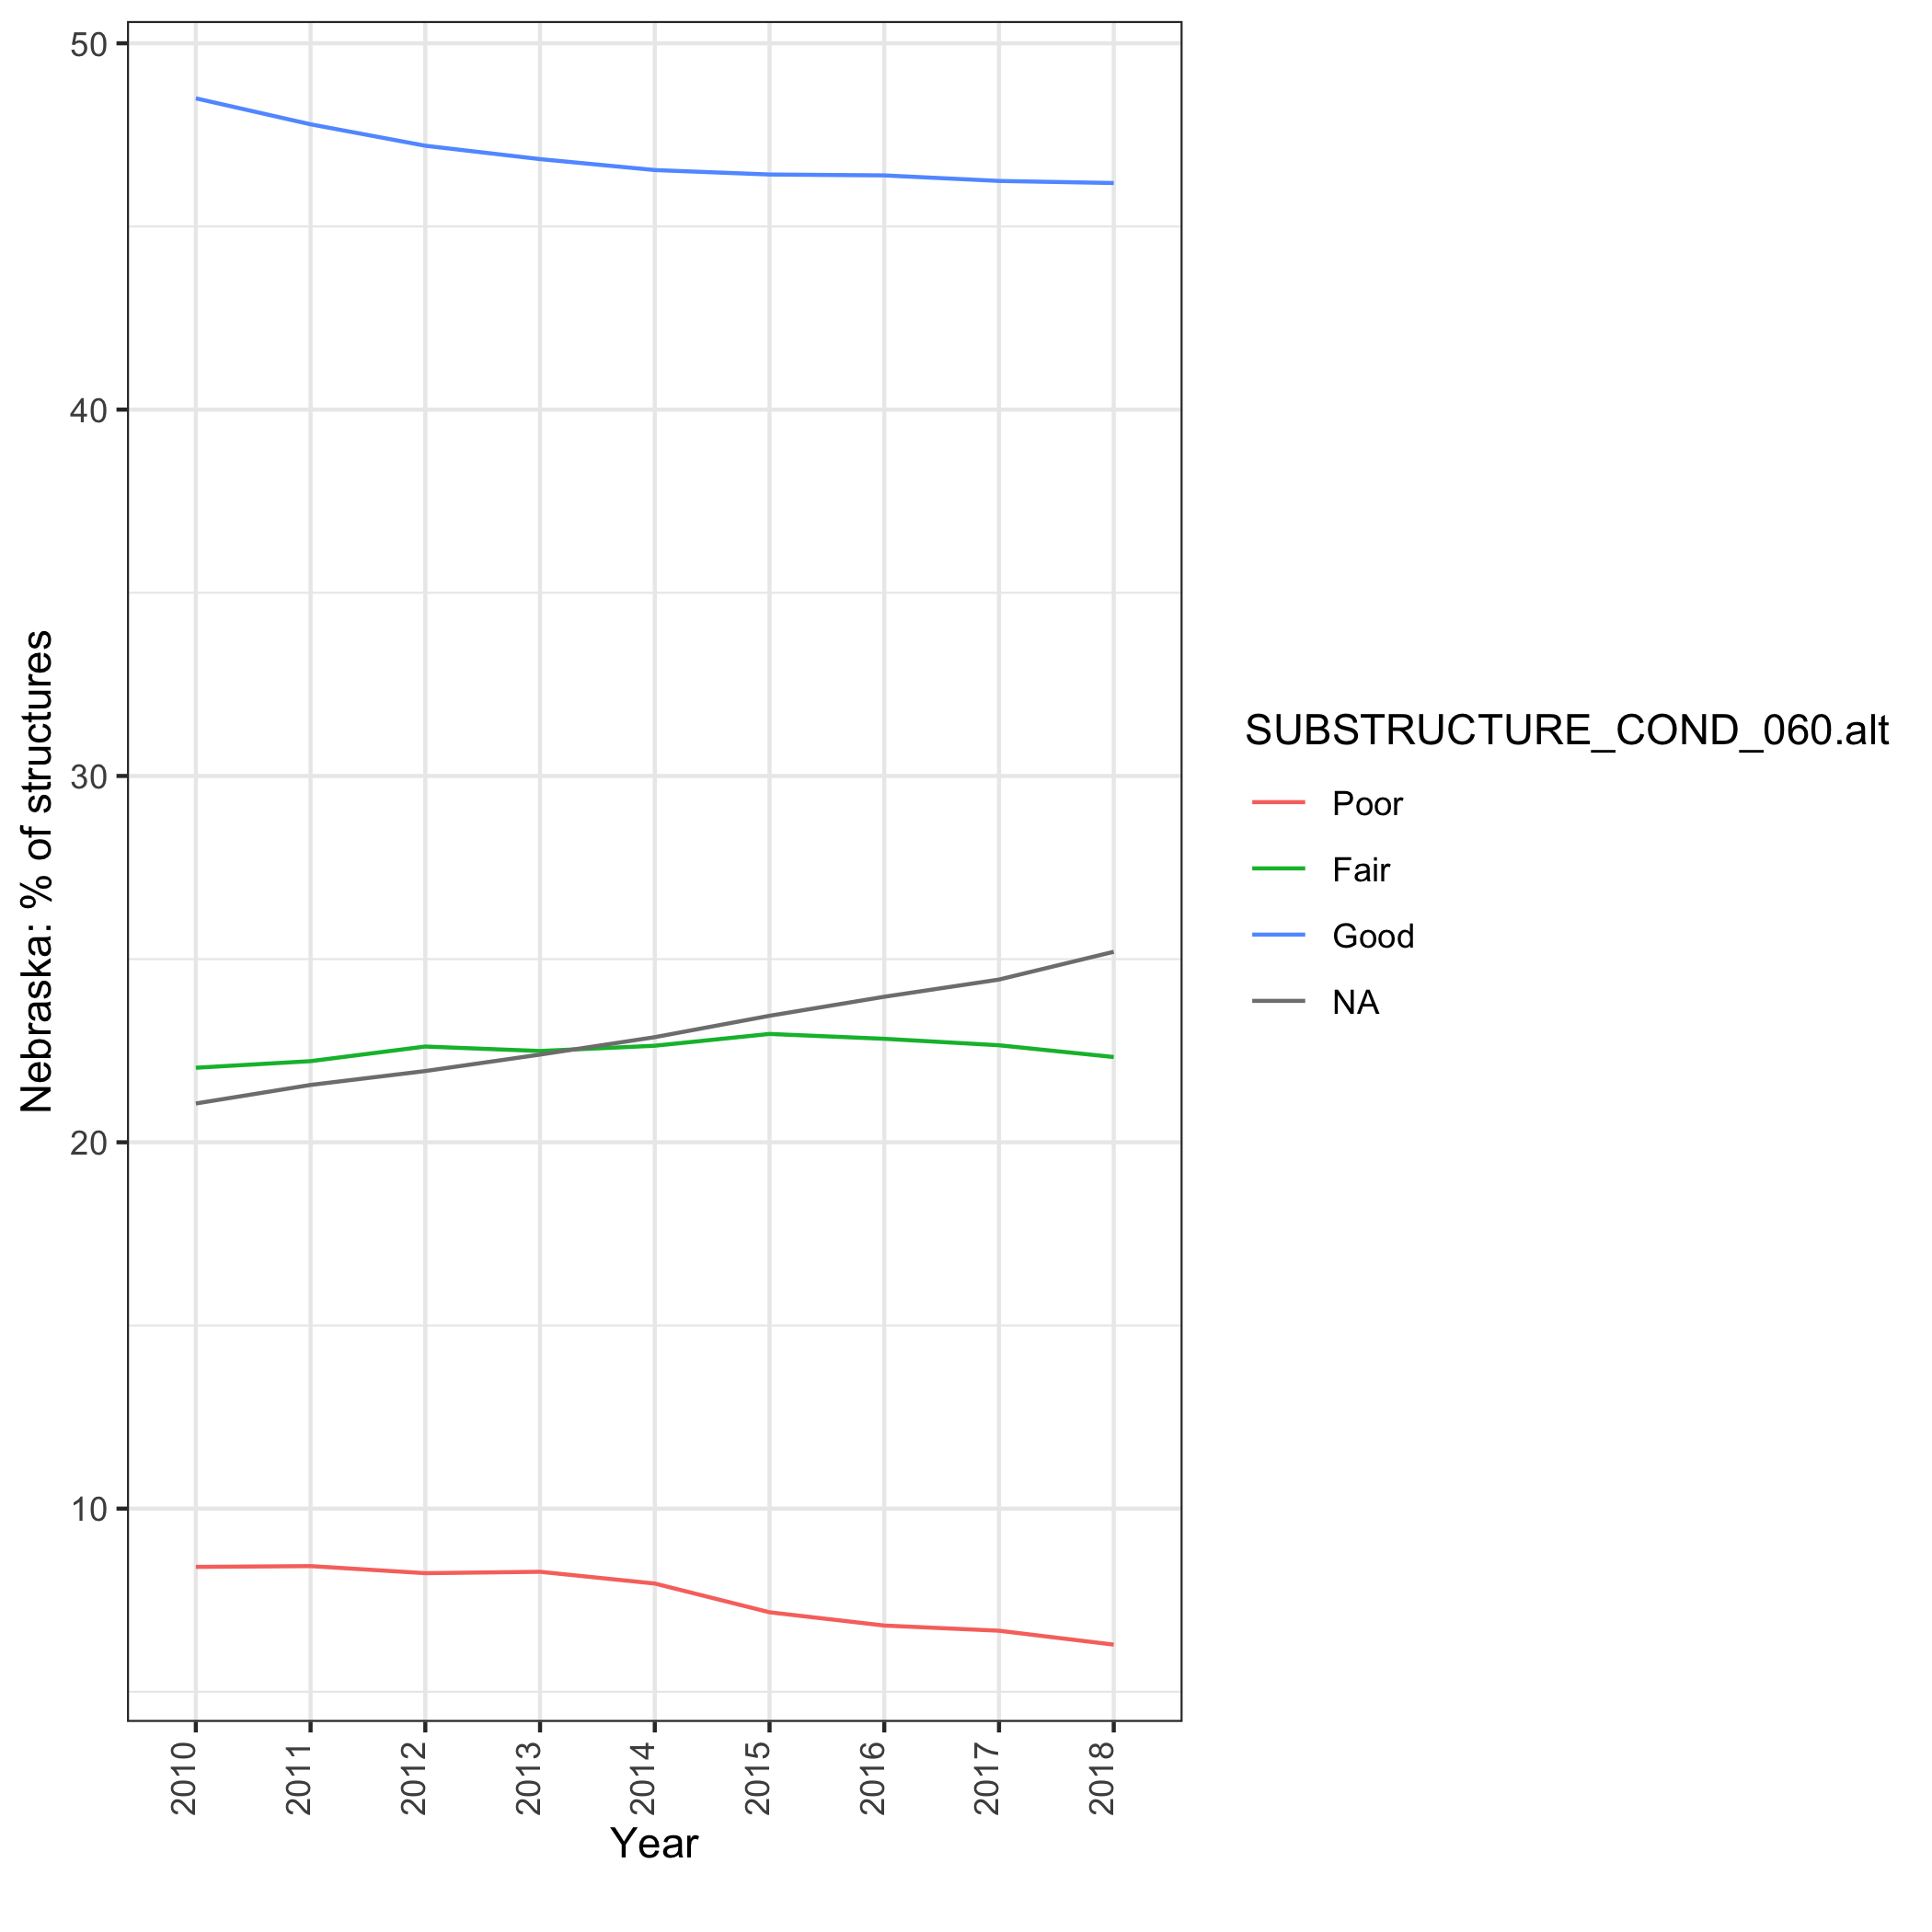 Nebraska: % of structures
50
40
30
20
10
2010
2011
2012
2013
2014
2015
2016
2017
2018
Year
SUBSTRUCTURE_COND_060.alt
Poor
Fair
Good
NA